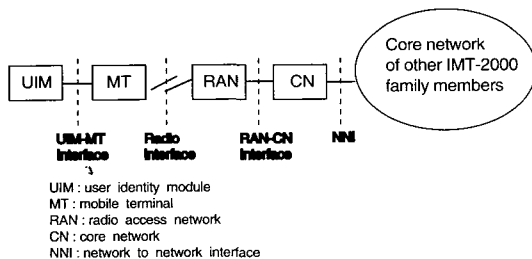 Core network
of other IMT-2000
family members
UIM MT RAN CN
UIM-MT Interface
Radio Interface
RAN-CN Interface
NNI
UIM : user identity module
MT : mobile terminal
RAN : radio access network
CN : core network
NNI : network to network interface